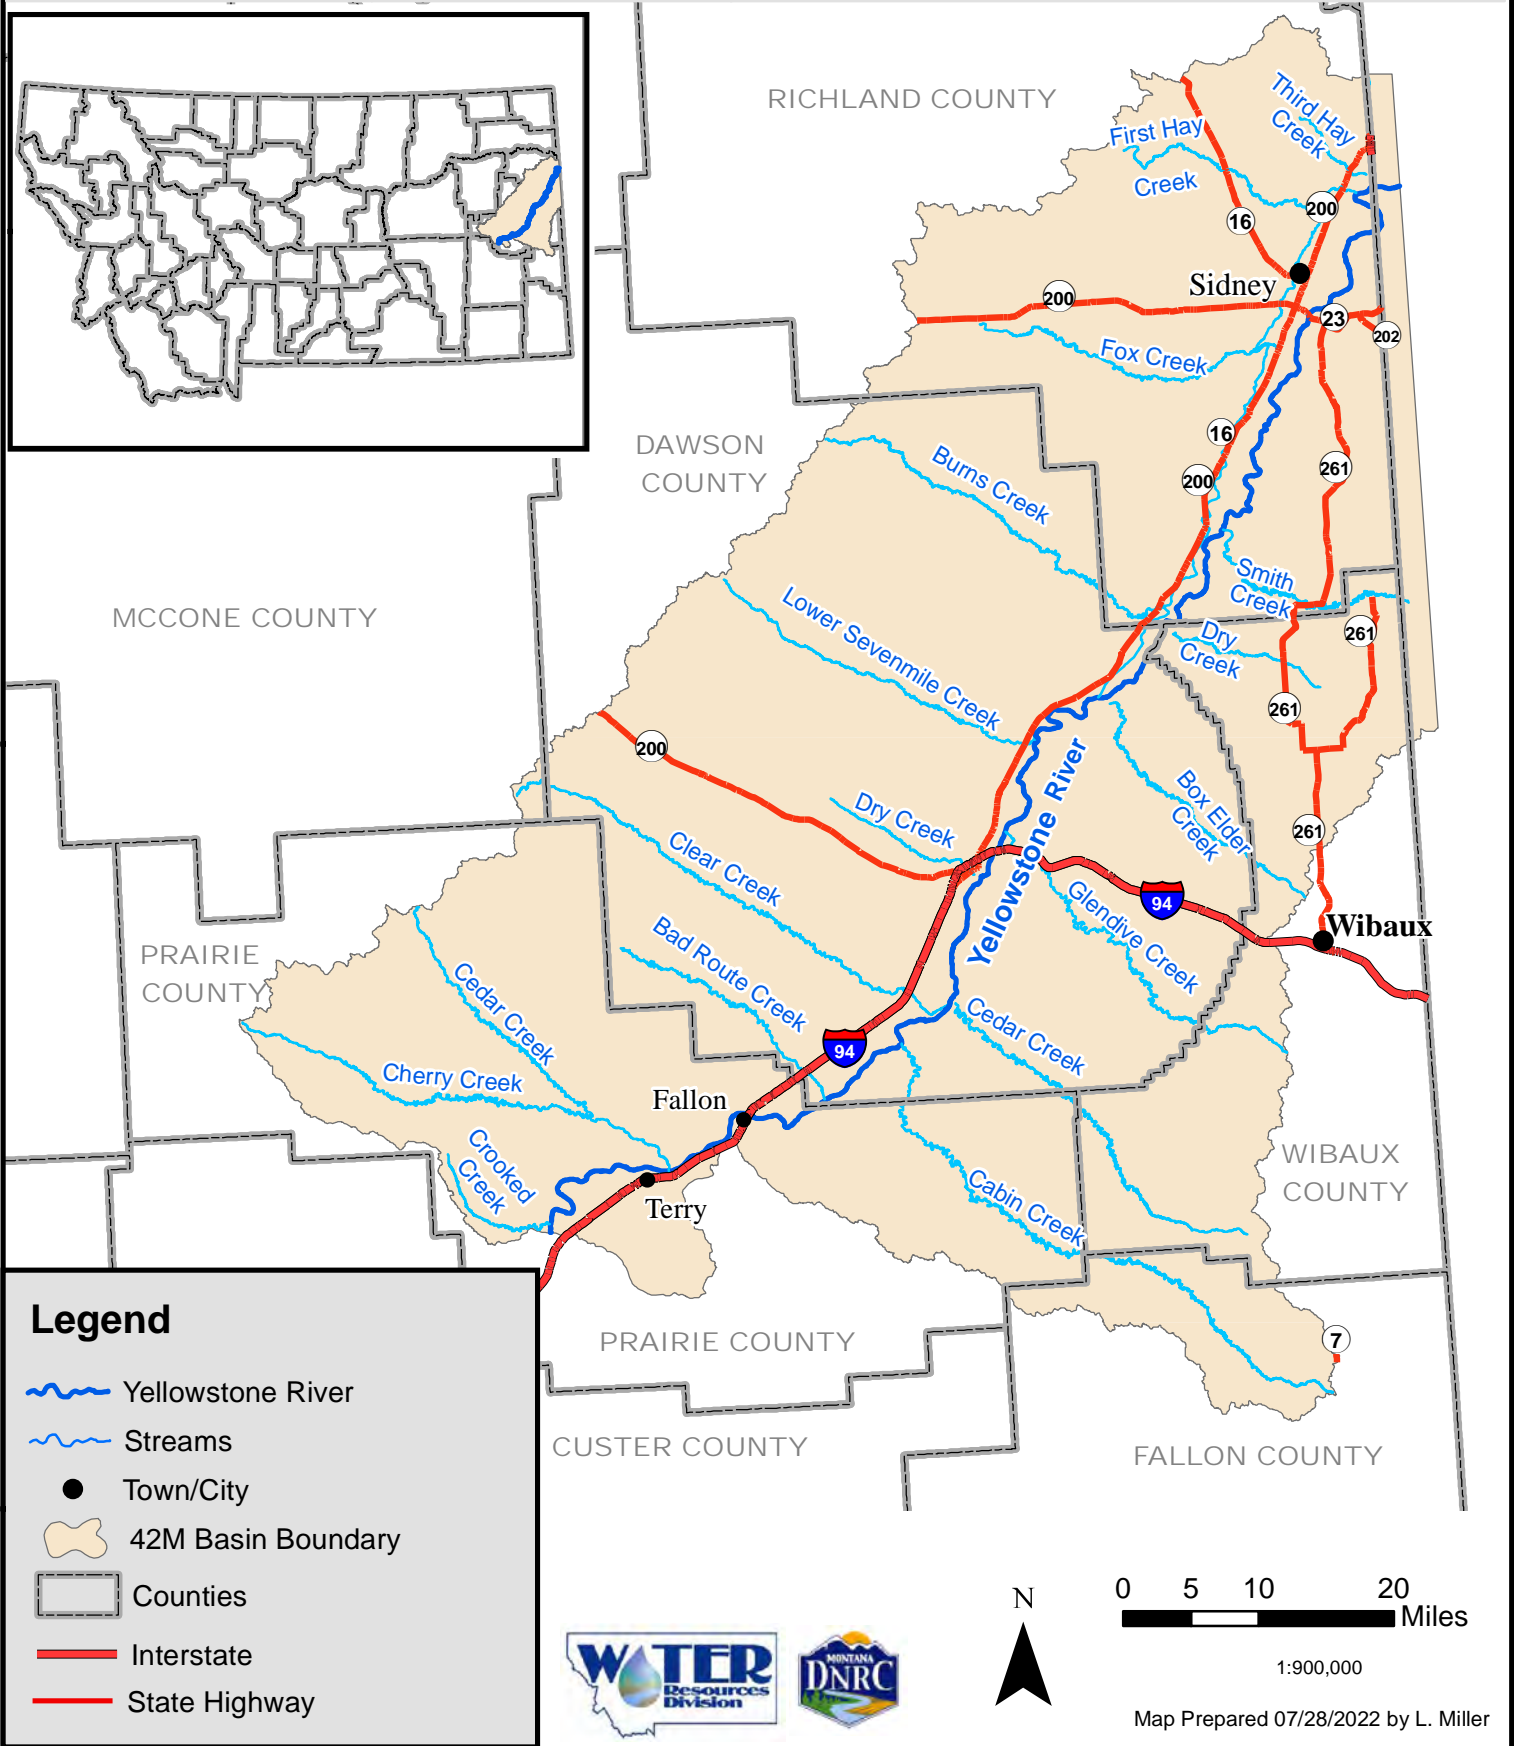 RICHLAND COUNTY
Third Hay
Creek
First Hay
Creek
200
16
Sidney
200
23
202
Fox Creek
DAWSON
COUNTY
16
261
200
Burns Creek
MCCONE COUNTY
Smith
Creek
Lower Sevenmile Creek
Dry
Creek
261
261
200
Yellowstone River
Box Elder
Creek
Dry Creek
261
Clear Creek
94
Glendive Creek
Wibaux
PRAIRIE
COUNTY
Bad Route Creek
Cedar Creek
Cedar Creek
94
Cherry Creek
Fallon
Crooked
Creek
WIBAUX
COUNTY
Cabin Creek
Terry
PRAIRIE COUNTY
7
CUSTER COUNTY
FALLON COUNTY
Legend
Yellowstone River
Streams
Town/City
42M Basin Boundary
Counties
Interstate
State Highway
WATER
Resources
Division
MONTANA
DNRC
N
0 5 10 20
Miles
1:900,000
Map Prepared 07/28/2022 by L. Miller